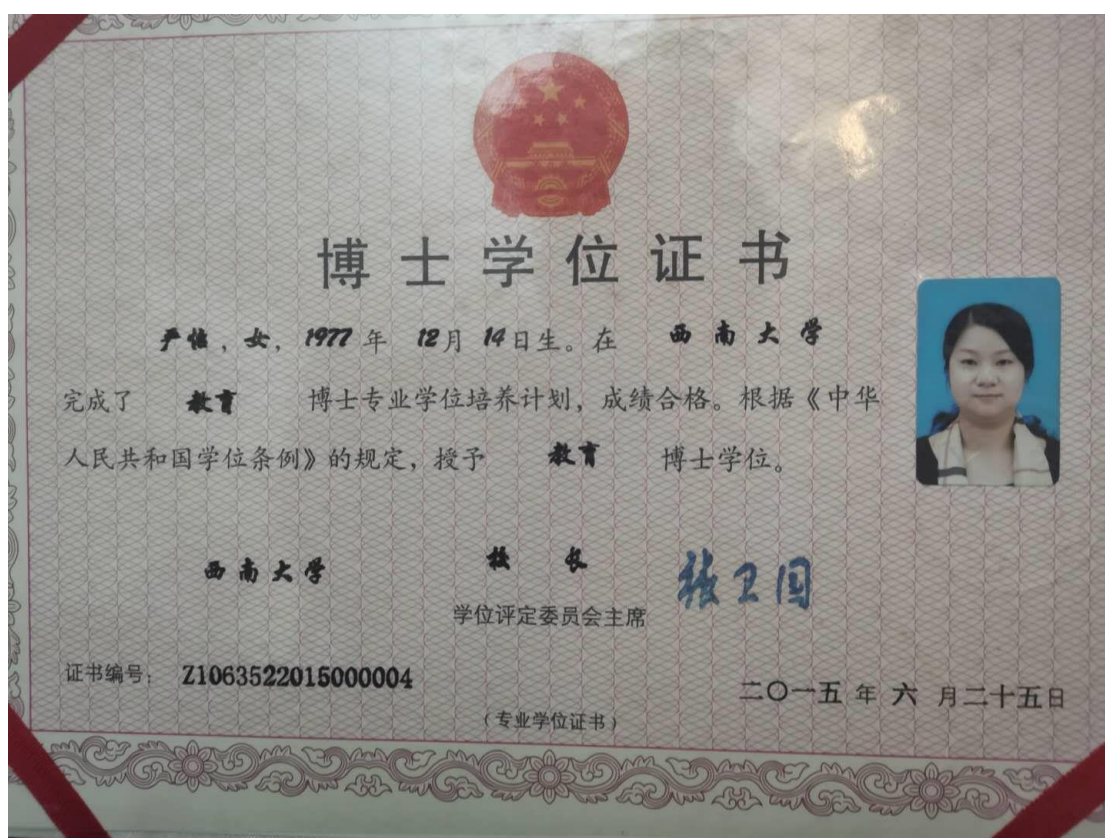 博士学位证书
严怡，女，1977年 12月 14日生。在 西南大学
完成了 教育 博士专业学位培养计划，成绩合格。根据《中华
人民共和国学位条例》的规定，授予 教育 博士学位。
西南大学 校长 张卫国
学位评定委员会主席
证书编号：Z1063522015000004
二〇一五年六月二十五日
（专业学位证书）